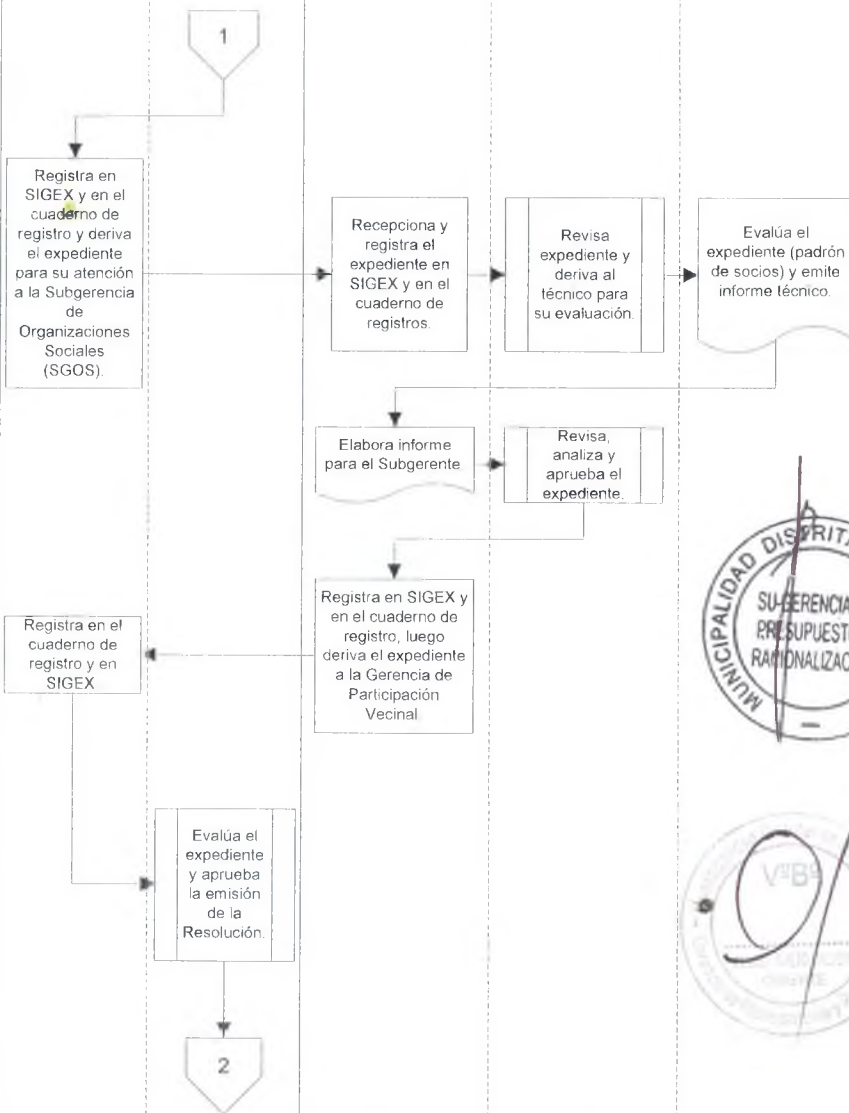 1
Registra en
SIGEX y en el
cuaderno de
registro y deriva
el expediente
para su atención
a la Subgerencia
de
Organizaciones
Sociales
(SGOS).
Recepciona y
registra el
expediente en
SIGEX y en el
cuaderno de
registros.
Revisa
expediente y
deriva al
técnico para
su evaluación.
Evalúa el
expediente (padrón
de socios) y emite
informe técnico.
Elabora informe
para el Subgerente
Revisa,
analiza y
aprueba el
expediente.
Registra en SIGEX y
en el cuaderno de
registro, luego
deriva el expediente
a la Gerencia de
Participación
Vecinal
Registra en el
cuaderno de
registro y en
SIGEX
Evalúa el
expediente
y aprueba
la emisión
de la
Resolución.
2
MUNICIPALIDAD
VºBº